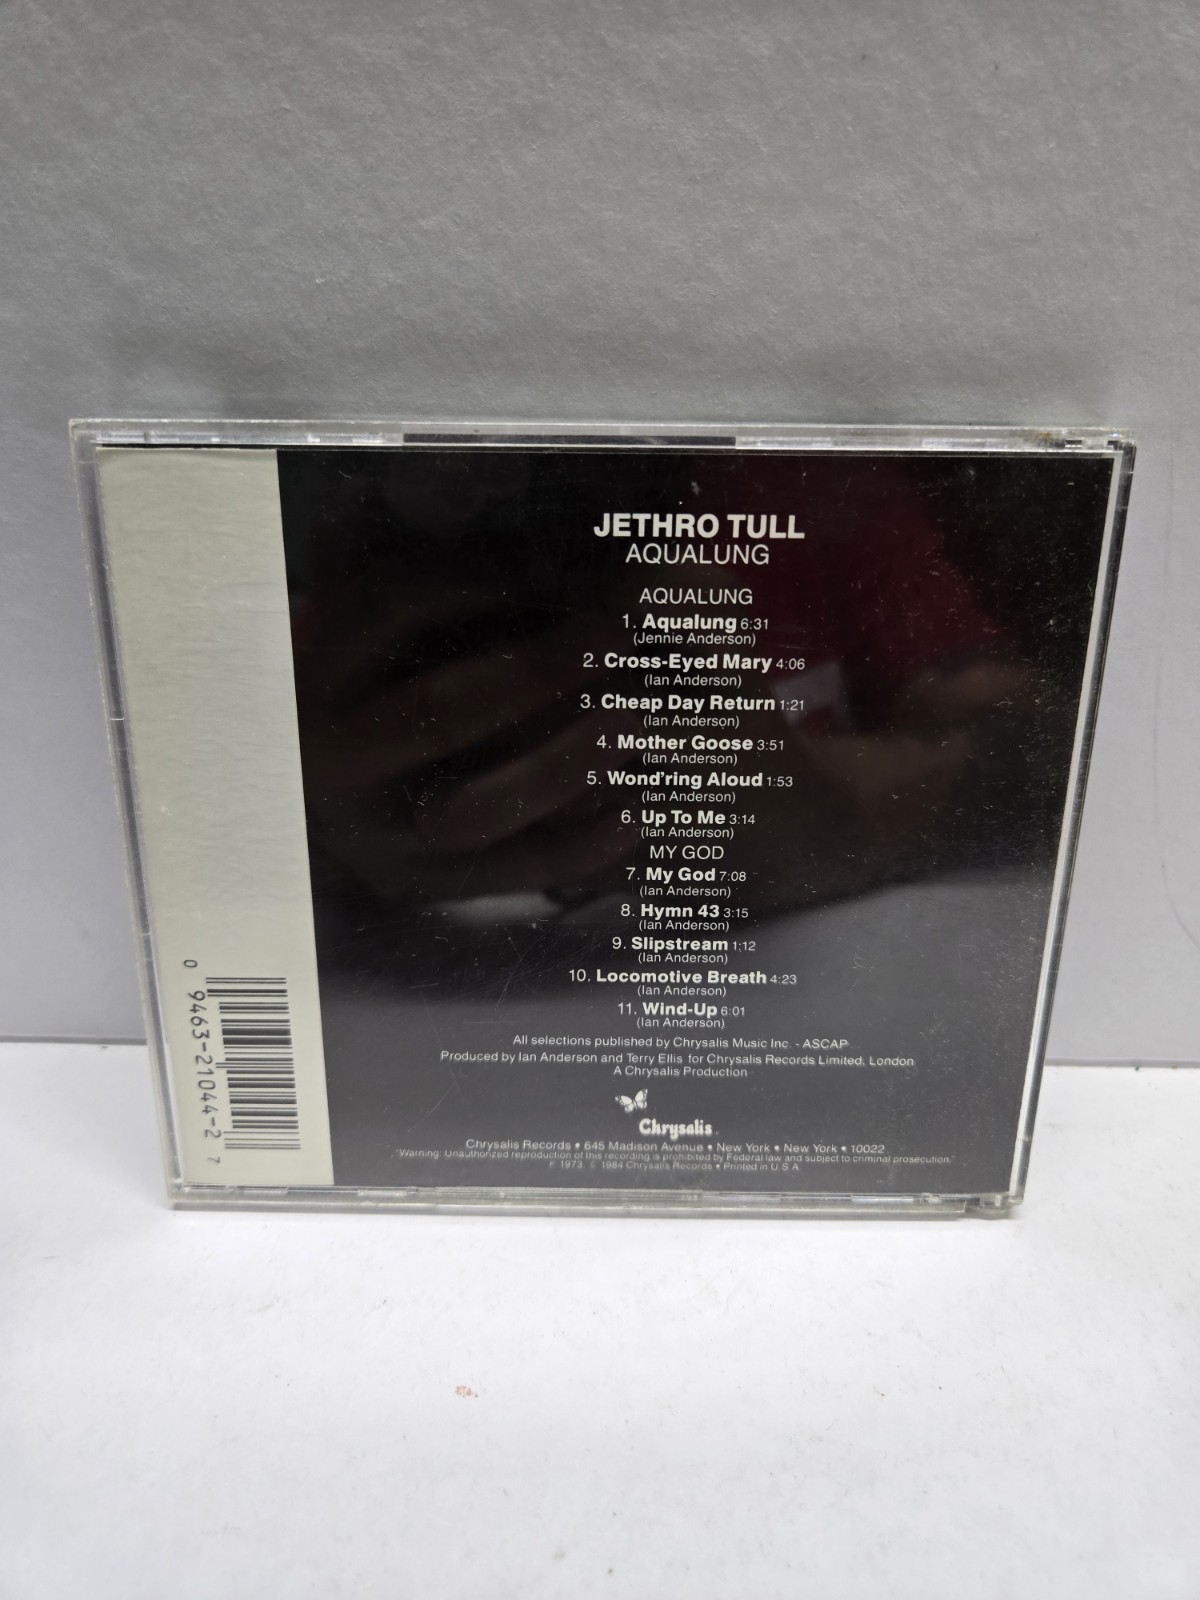 JETHRO TULL
AQUALUNG
AQUALUNG
1. Aqualung 6:31
(Jennie Anderson)
2. Cross-Eyed Mary 4:06
(Ian Anderson)
3. Cheap Day Return 1:21
(Ian Anderson)
4. Mother Goose 3:51
(Ian Anderson)
5. Wond'ring Aloud 1:53
(Ian Anderson)
6. Up To Me 3:14
(Ian Anderson)
MY GOD
7. My God 7:08
(Ian Anderson)
8. Hymn 43 3:15
(Ian Anderson)
9. Slipstream 1:12
(Ian Anderson)
10. Locomotive Breath 4:23
(Ian Anderson)
11. Wind-Up 6:01
(Ian Anderson)
All selections published by Chrysalis Music Inc. - ASCAP
Produced by Ian Anderson and Terry Ellis for Chrysalis Records Limited, London
A Chrysalis Production
Chrysalis
Chrysalis Records • 645 Madison Avenue • New York • New York • 10022
"Warning: Unauthorized reproduction of this recording is prohibited by Federal law and subject to criminal prosecution."
℗ 1973, © 1984 Chrysalis Records • Printed in U.S.A.
0 9463-21044-2 7